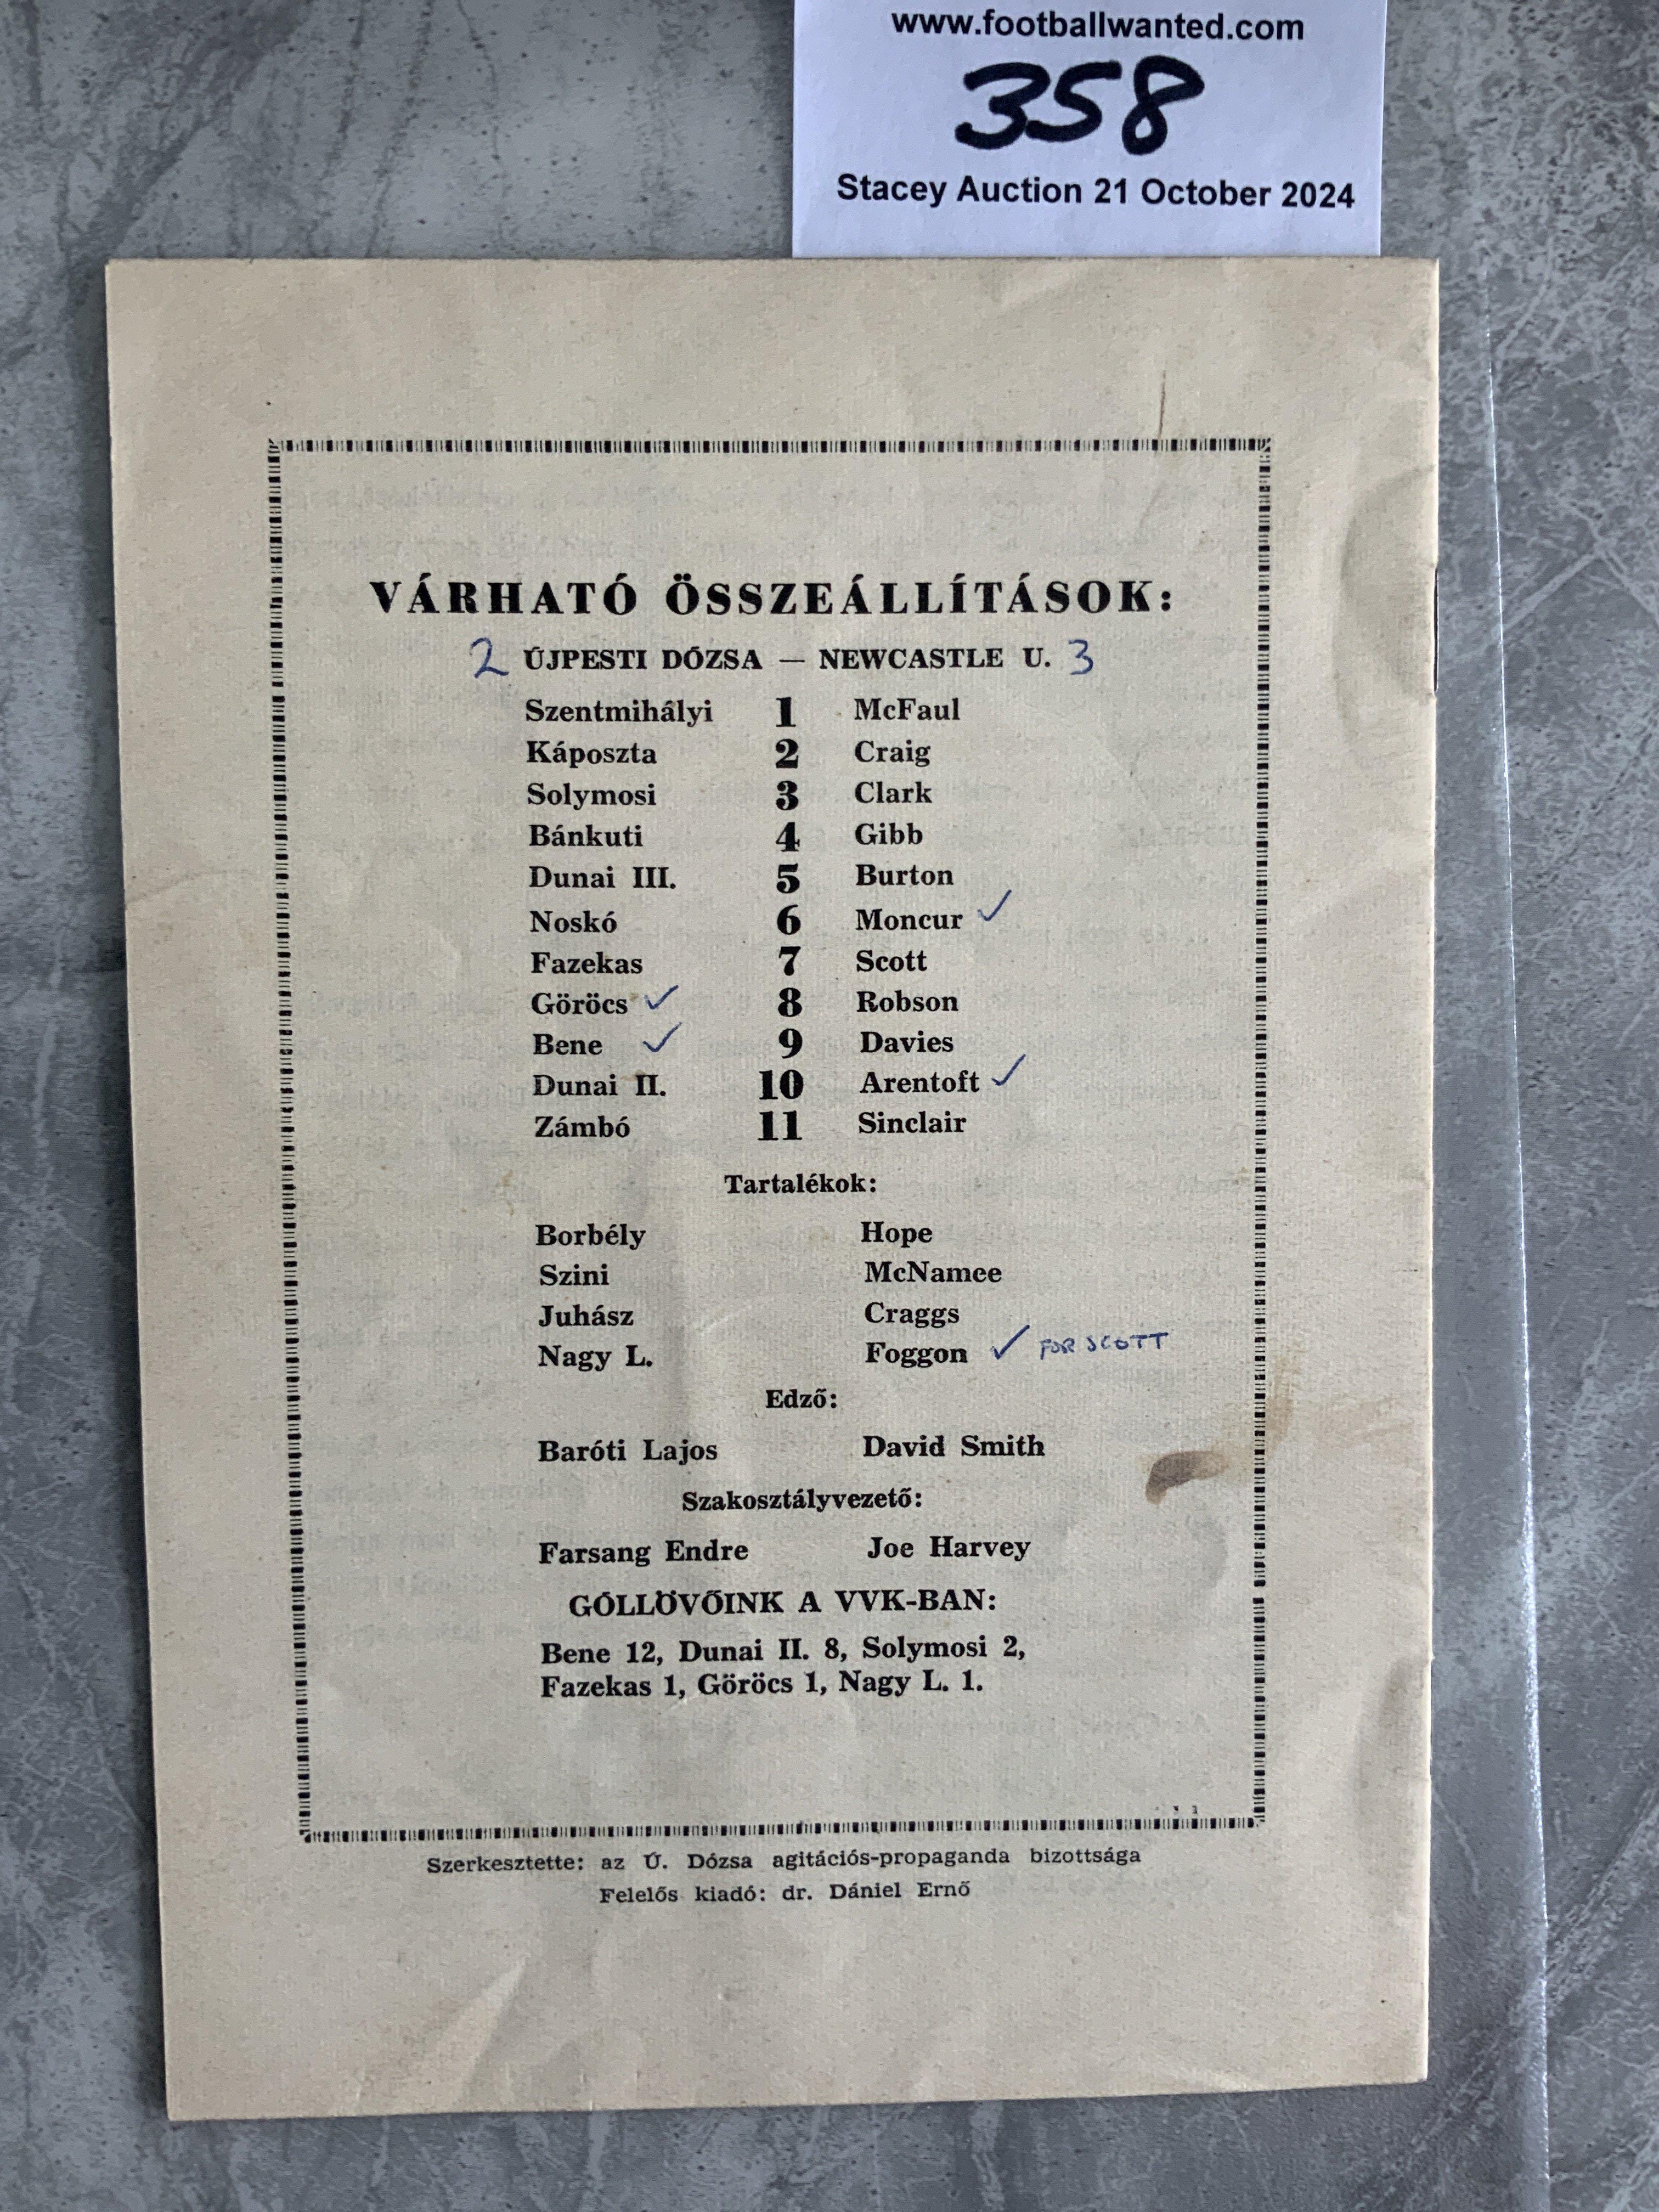 www.footballwanted.com
358
Stacey Auction 21 October 2024
VÁRHATÓ ÖSSZEÁLLÍTÁSOK:
2 ÚJPESTI DÓZSA — NEWCASTLE U. 3
Szentmihályi 1 McFaul
Káposzta 2 Craig
Solymosi 3 Clark
Bánkuti 4 Gibb
Dunai III. 5 Burton
Noskó 6 Moncur ✓
Fazekas 7 Scott
Göröcs ✓ 8 Robson
Bene ✓ 9 Davies
Dunai II. 10 Arentoft ✓
Zámbó 11 Sinclair
Tartalékok:
Borbély Hope
Szini McNamee
Juhász Craggs
Nagy L. Foggon ✓ FOR SCOTT
Edző:
Baróti Lajos David Smith
Szakosztályvezető:
Farsang Endre Joe Harvey
GÓLLÖVŐINK A VVK-BAN:
Bene 12, Dunai II. 8, Solymosi 2,
Fazekas 1, Göröcs 1, Nagy L. 1.
Szerkesztette: az Ú. Dózsa agitációs-propaganda bizottsága
Felelős kiadó: dr. Dániel Ernő